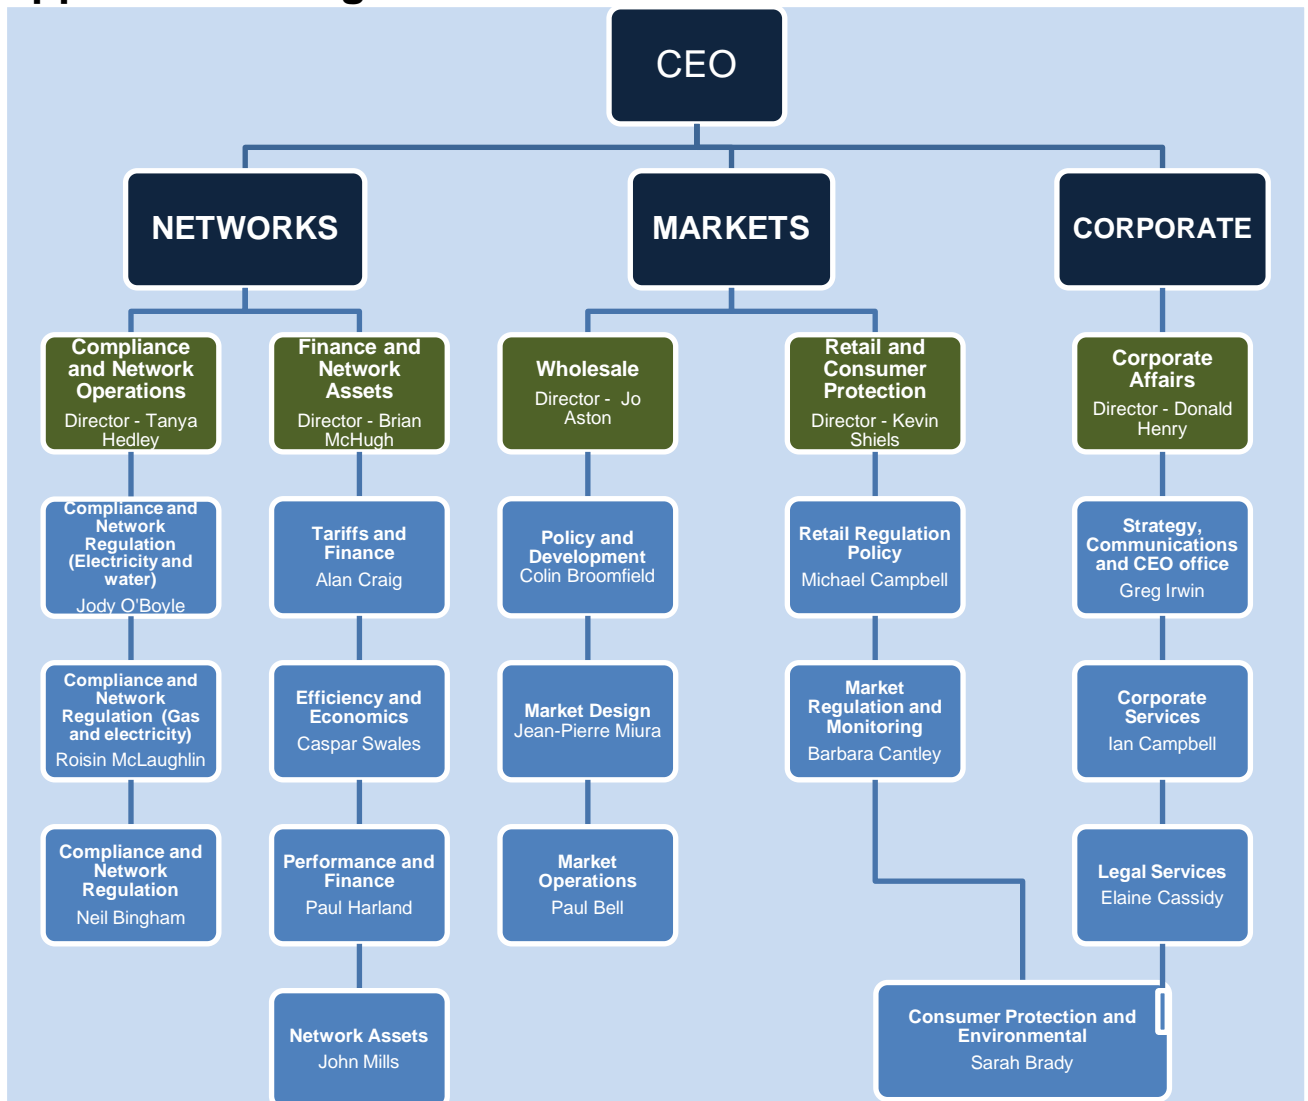 CEO
NETWORKS
MARKETS
CORPORATE
Compliance
and Network
Operations
Director - Tanya
Hedley
Finance and
Network
Assets
Director - Brian
McHugh
Wholesale
Director - Jo
Aston
Retail and
Consumer
Protection
Director - Kevin
Shiels
Corporate
Affairs
Director - Donald
Henry
Compliance and
Network
Regulation
(Electricity and
water)
Jody O'Boyle
Tariffs and
Finance
Alan Craig
Policy and
Development
Colin Broomfield
Retail Regulation
Policy
Michael Campbell
Strategy,
Communications
and CEO office
Greg Irwin
Compliance and
Network
Regulation (Gas
and electricity)
Roisin McLaughlin
Efficiency and
Economics
Caspar Swales
Market Design
Jean-Pierre Miura
Market
Regulation and
Monitoring
Barbara Cantley
Corporate
Services
Ian Campbell
Compliance and
Network
Regulation
Neil Bingham
Performance and
Finance
Paul Harland
Market
Operations
Paul Bell
Legal Services
Elaine Cassidy
Network Assets
John Mills
Consumer Protection and
Environmental
Sarah Brady